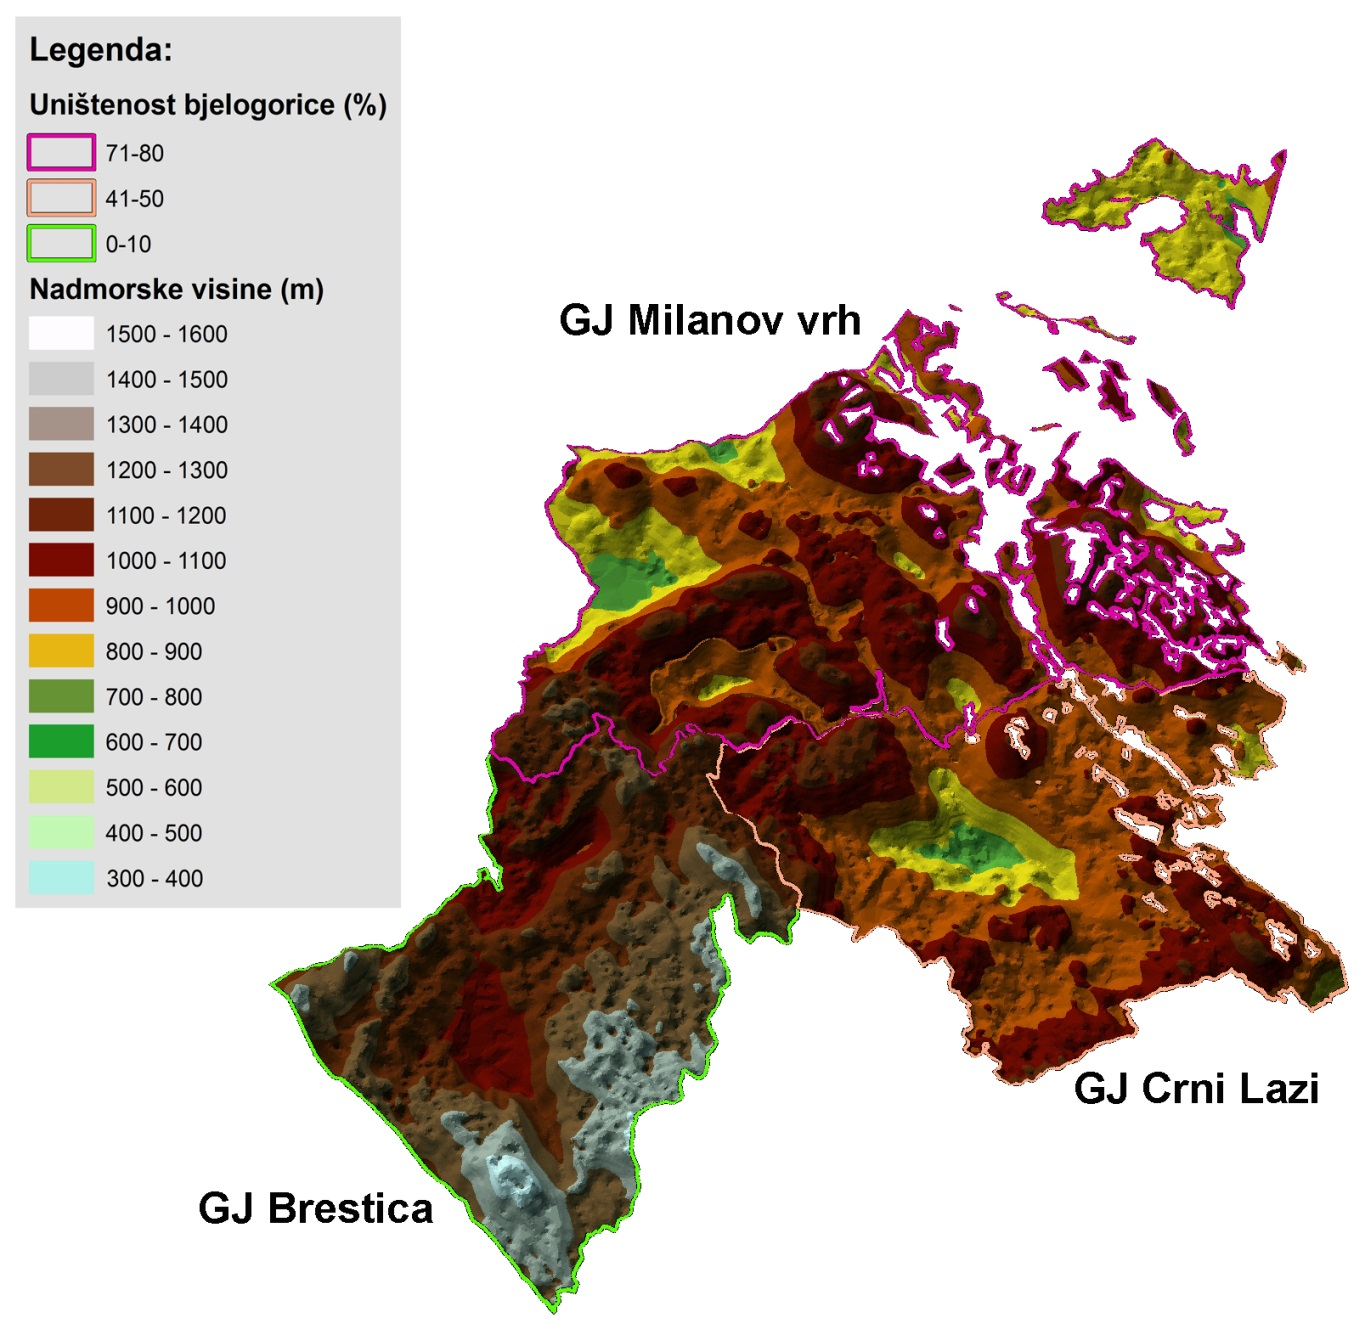 Legenda:
Uništenost bjelogorice (%)
71-80
41-50
0-10
Nadmorske visine (m)
1500 - 1600
1400 - 1500
1300 - 1400
1200 - 1300
1100 - 1200
1000 - 1100
900 - 1000
800 - 900
700 - 800
600 - 700
500 - 600
400 - 500
300 - 400
GJ Milanov vrh
GJ Crni Lazi
GJ Brestica